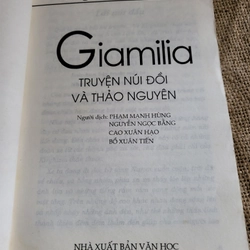 Giamilia
TRUYỆN NÚI ĐỒI
VÀ THẢO NGUYÊN
Người dịch: PHẠM MẠNH HÙNG
NGUYỄN NGỌC BẰNG
CAO XUÂN HẠO
BỒ XUÂN TIẾN
NHÀ XUẤT BẢN VĂN HỌC